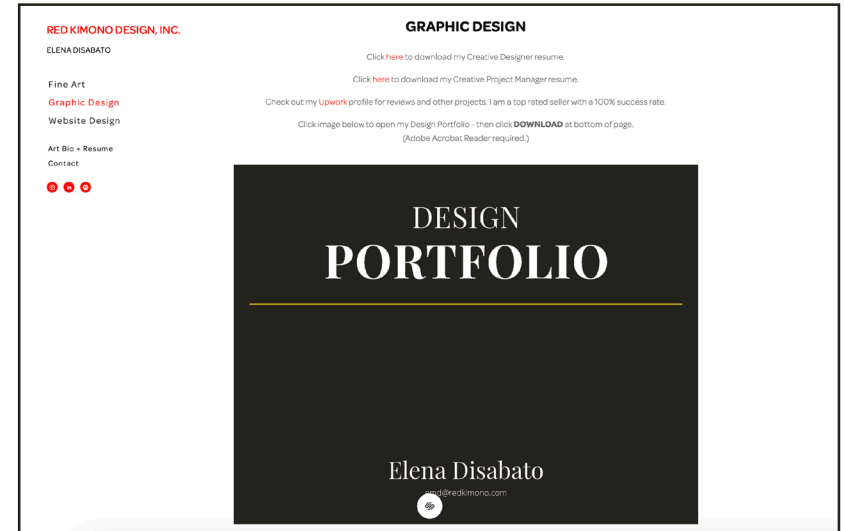 RED KIMONO DESIGN, INC.
ELENA DISABATO
Fine Art
Graphic Design
Website Design
Art Bio + Resume
Contact
GRAPHIC DESIGN
Click here to download my Creative Designer resume.
Click here to download my Creative Project Manager resume.
Check out my Upwork profile for reviews and other projects. I am a top rated seller with a 100% success rate.
Click image below to open my Design Portfolio - then click DOWNLOAD at bottom of page.
(Adobe Acrobat Reader required.)
DESIGN
PORTFOLIO
Elena Disabato